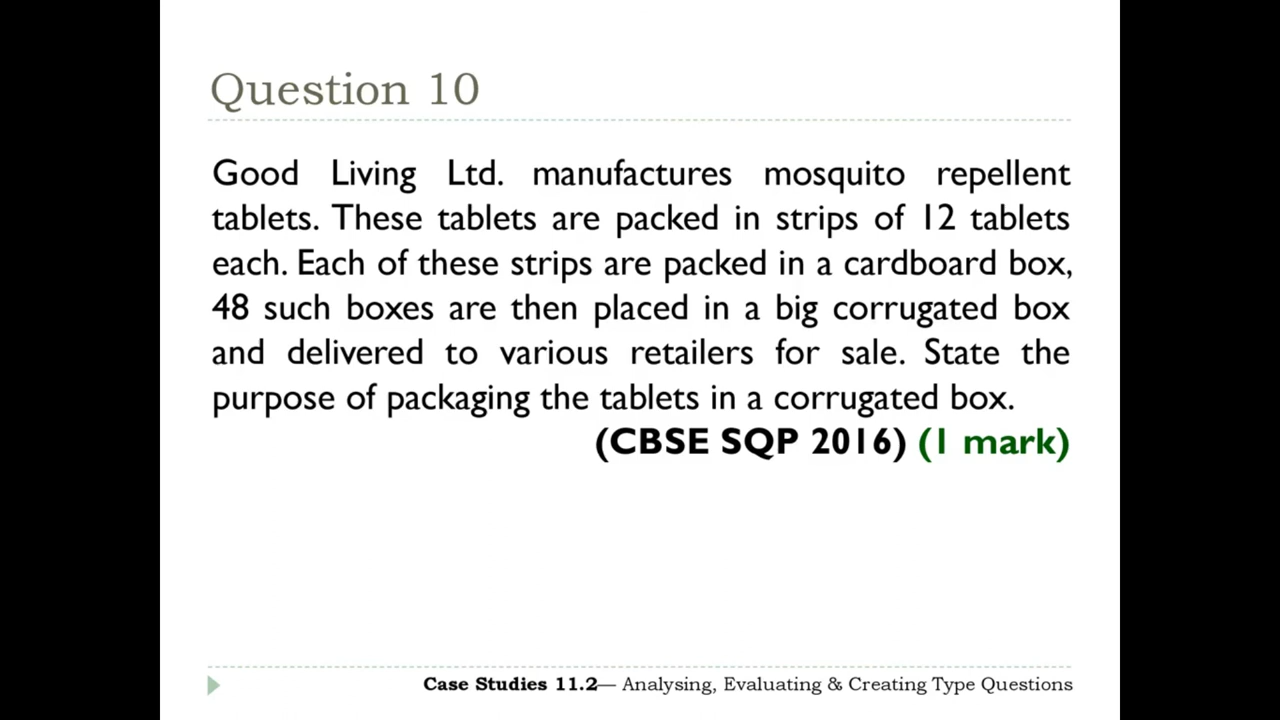 Question 10
Good Living Ltd. manufactures mosquito repellent
tablets. These tablets are packed in strips of 12 tablets
each. Each of these strips are packed in a cardboard box,
48 such boxes are then placed in a big corrugated box
and delivered to various retailers for sale. State the
purpose of packaging the tablets in a corrugated box.
(CBSE SQP 2016) (1 mark)
Case Studies 11.2— Analysing, Evaluating & Creating Type Questions